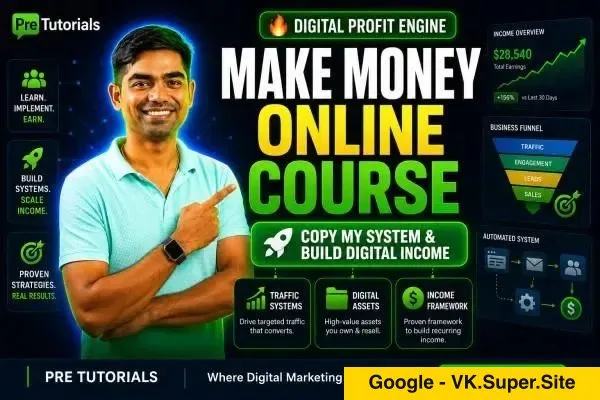 Pre Tutorials
LEARN.
IMPLEMENT.
EARN.
BUILD
SYSTEMS.
SCALE
INCOME.
PROVEN
STRATEGIES.
REAL RESULTS.
DIGITAL PROFIT ENGINE
MAKE MONEY
ONLINE
COURSE
COPY MY SYSTEM &
BUILD DIGITAL INCOME
TRAFFIC
SYSTEMS
Drive targeted traffic
that converts.
DIGITAL
ASSETS
High-value assets
you own & resell.
$
INCOME
FRAMEWORK
Proven framework
to build recurring
income.
INCOME OVERVIEW
$28,540
Total Earnings
+156% vs Last 30 Days
BUSINESS FUNNEL
TRAFFIC
ENGAGEMENT
LEADS
SALES
AUTOMATED SYSTEM
$
PRE TUTORIALS
Where Digital Marketing
Google - VK.Super.Site